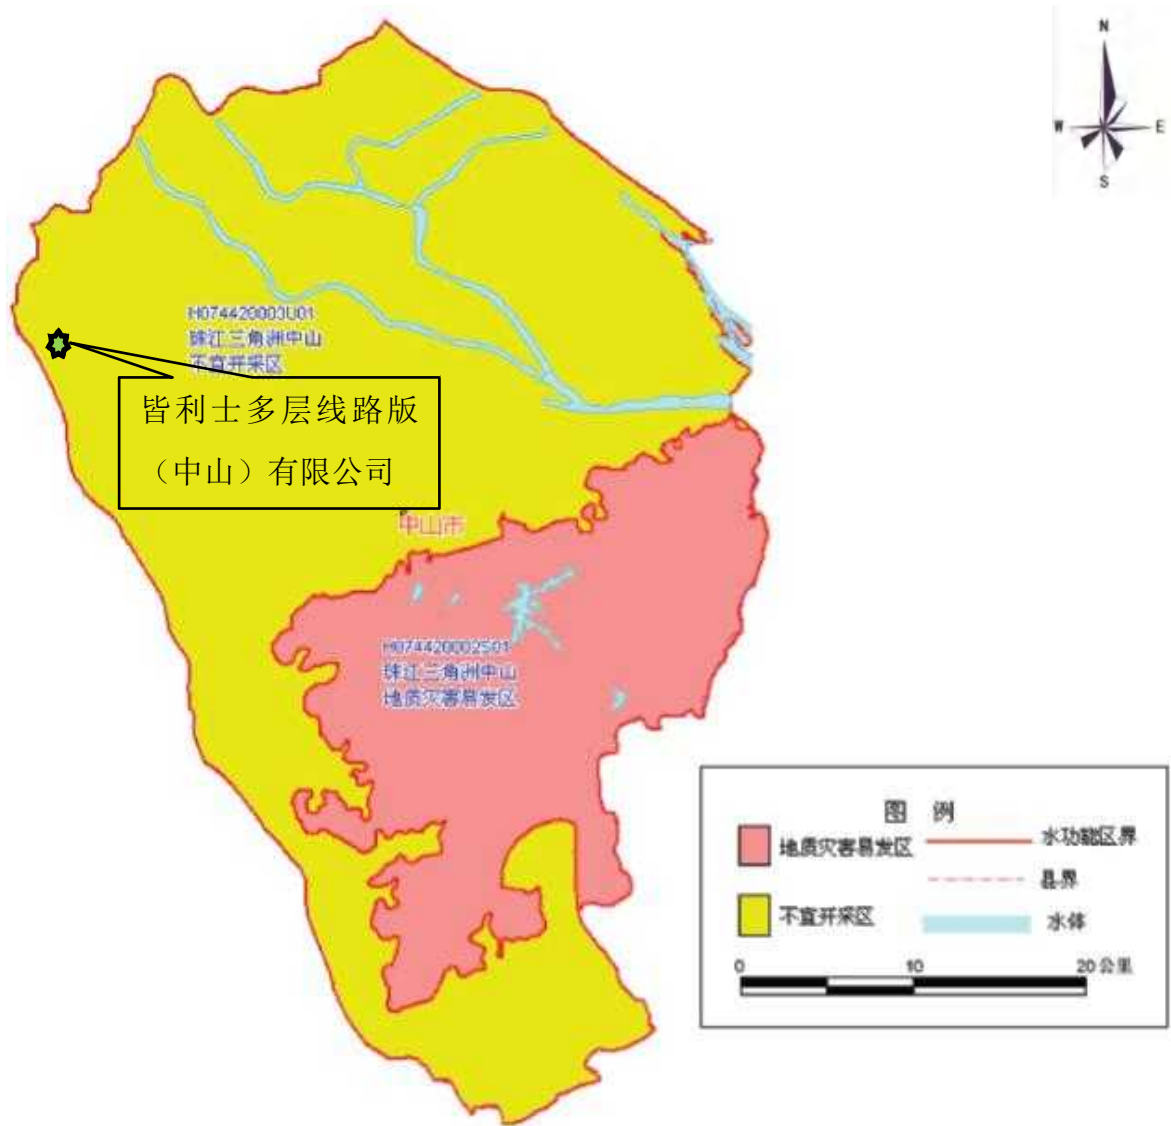 N
W
E
S
H074420003U01
珠江三角洲中山
不宜开采区
皆利士多层线路版
（中山）有限公司
中山市
H074420002S01
珠江三角洲中山
地质灾害易发区
图 例
地质灾害易发区
水功能区界
县界
不宜开采区
水体
0 10 20公里